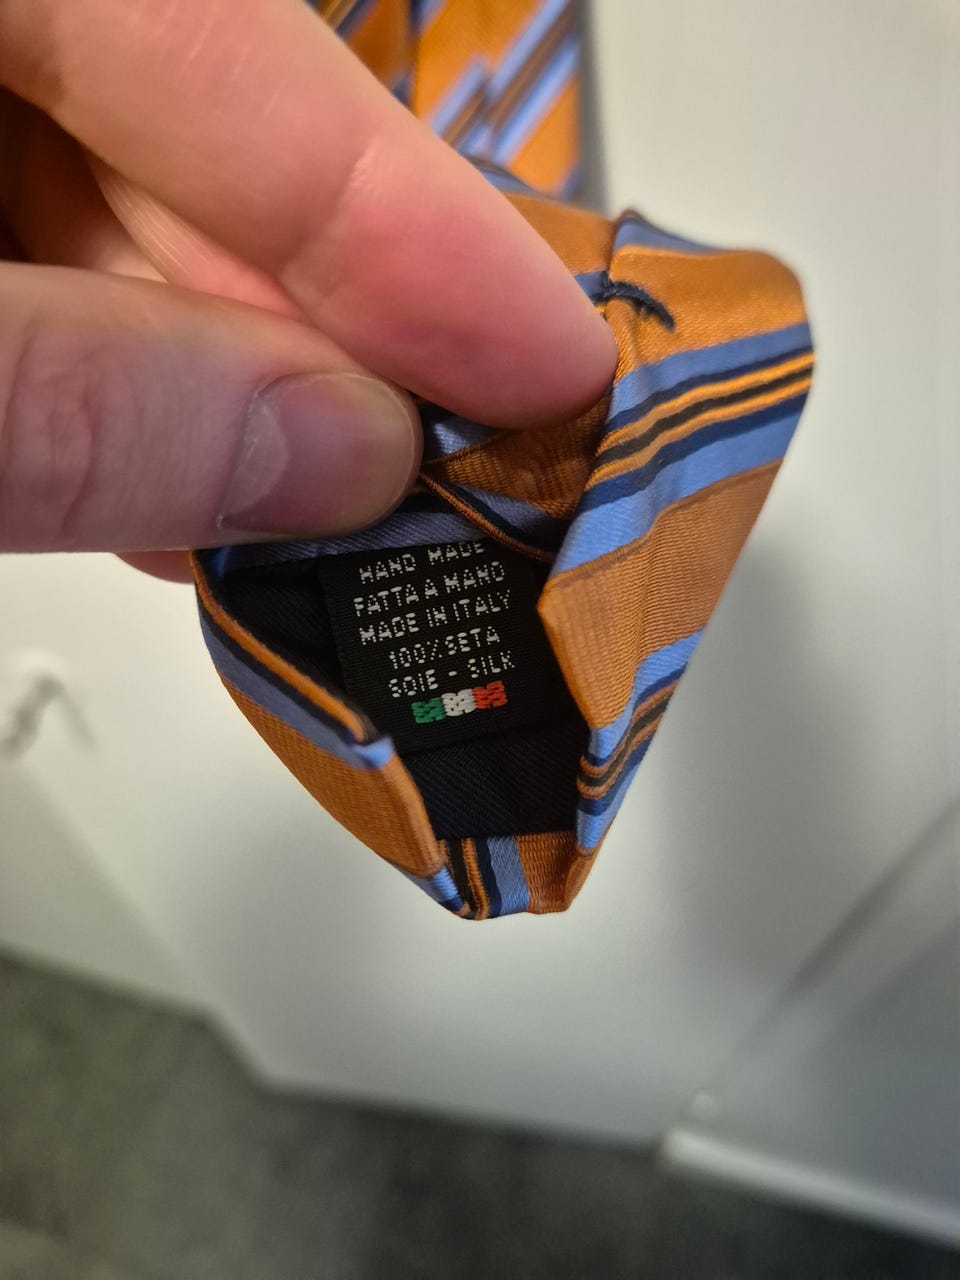 HAND MADE
FATTA A MANO
MADE IN ITALY
100% SETA
SOIE - SILK